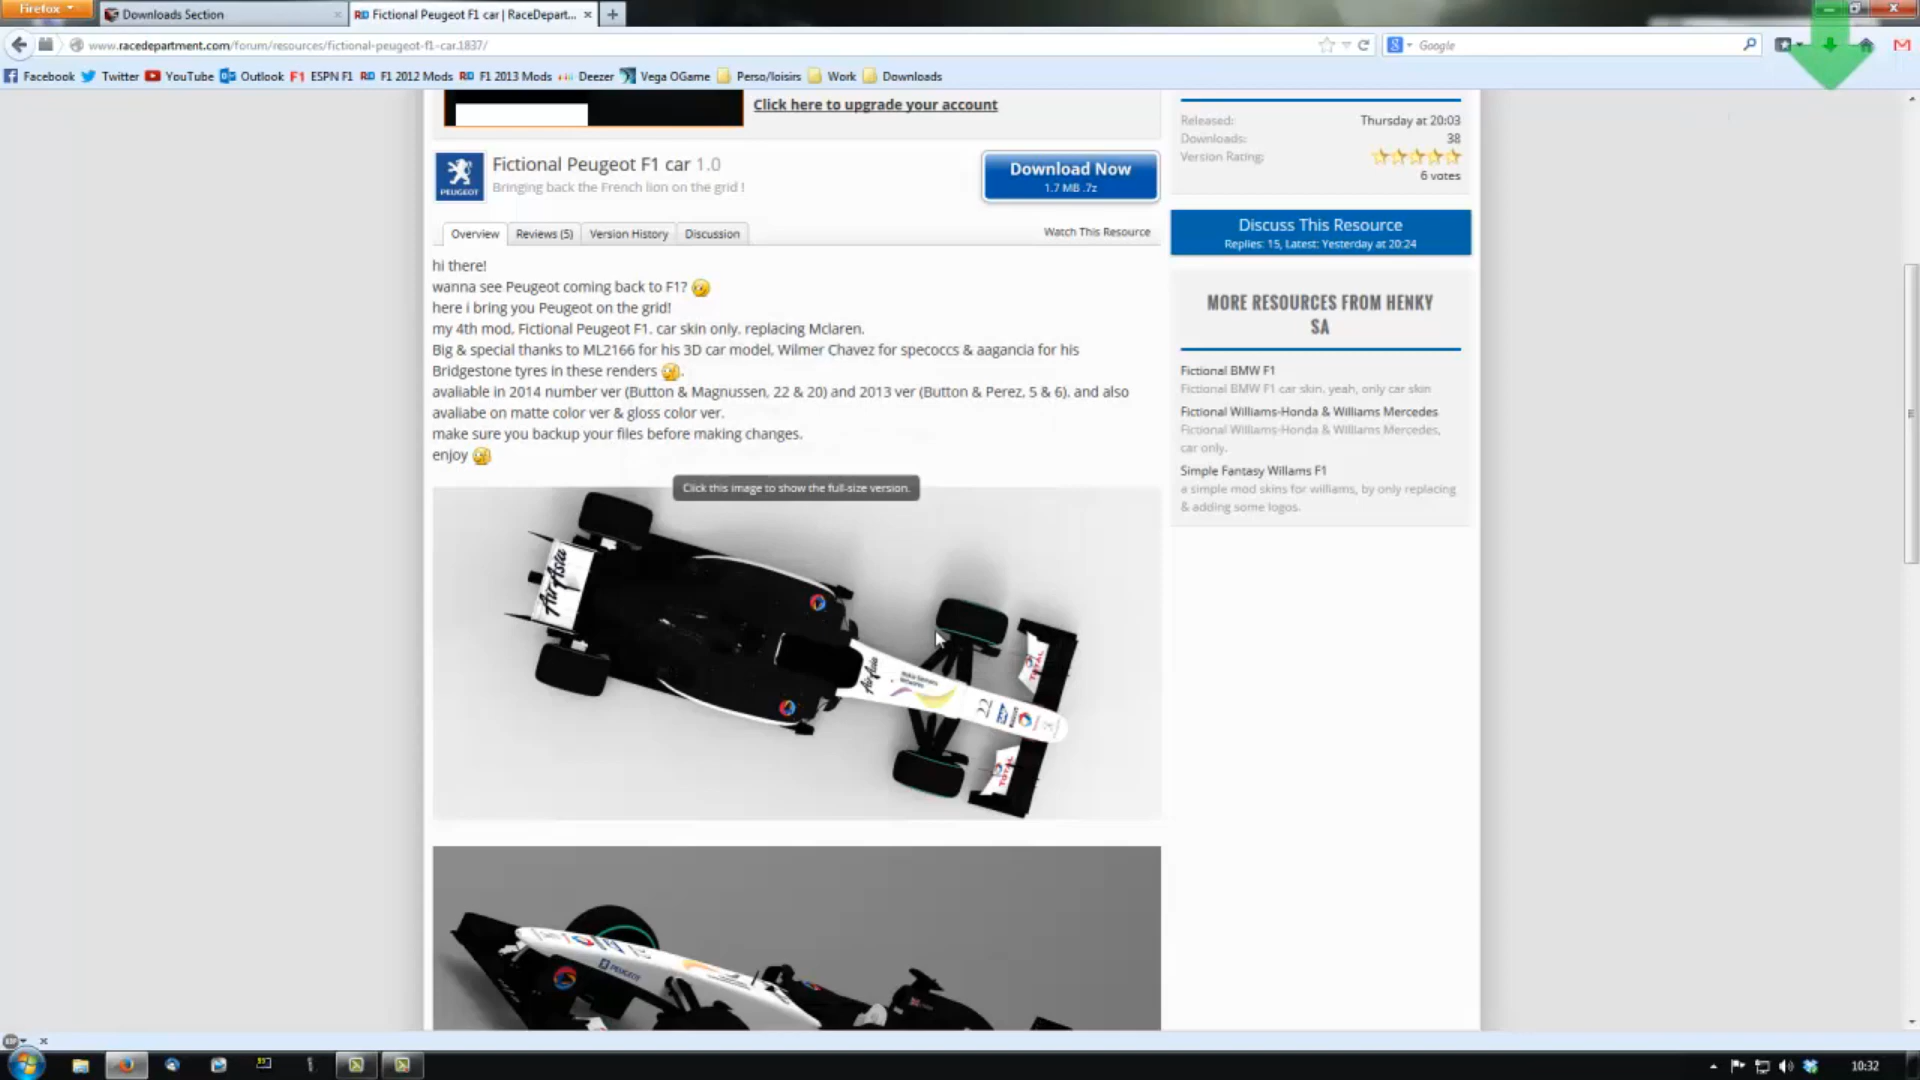 Firefox
Downloads Section
RD Fictional Peugeot F1 car | RaceDepart...
www.racedepartment.com/forum/resources/fictional-peugeot-f1-car.1837/
Google
Facebook Twitter YouTube Outlook F1 ESPN F1 RD F1 2012 Mods RD F1 2013 Mods Deezer Vega OGame Perso/loisirs Work Downloads
Click here to upgrade your account
Fictional Peugeot F1 car 1.0
Bringing back the French lion on the grid !
PEUGEOT
Download Now
1.7 MB .7z
Overview
Reviews (5)
Version History
Discussion
Watch This Resource
hi there!
wanna see Peugeot coming back to F1?
here i bring you Peugeot on the grid!
my 4th mod, Fictional Peugeot F1. car skin only. replacing Mclaren.
Big & special thanks to ML2166 for his 3D car model, Wilmer Chavez for specoccs & aagancia for his
Bridgestone tyres in these renders .
avaliable in 2014 number ver (Button & Magnussen, 22 & 20) and 2013 ver (Button & Perez, 5 & 6). and also
avaliabe on matte color ver & gloss color ver.
make sure you backup your files before making changes.
enjoy
Click this image to show the full-size version.
AirAsia
AirAsia
22
TOTAL
TOTAL
PEUGEOT
Released: Thursday at 20:03
Downloads: 38
Version Rating:
6 votes
Discuss This Resource
Replies: 15, Latest: Yesterday at 20:24
MORE RESOURCES FROM HENKY
SA
Fictional BMW F1
Fictional BMW F1 car skin. yeah, only car skin
Fictional Williams-Honda & Williams Mercedes
Fictional Williams-Honda & Williams Mercedes,
car only.
Simple Fantasy Willams F1
a simple mod skins for williams, by only replacing
& adding some logos.
10:32